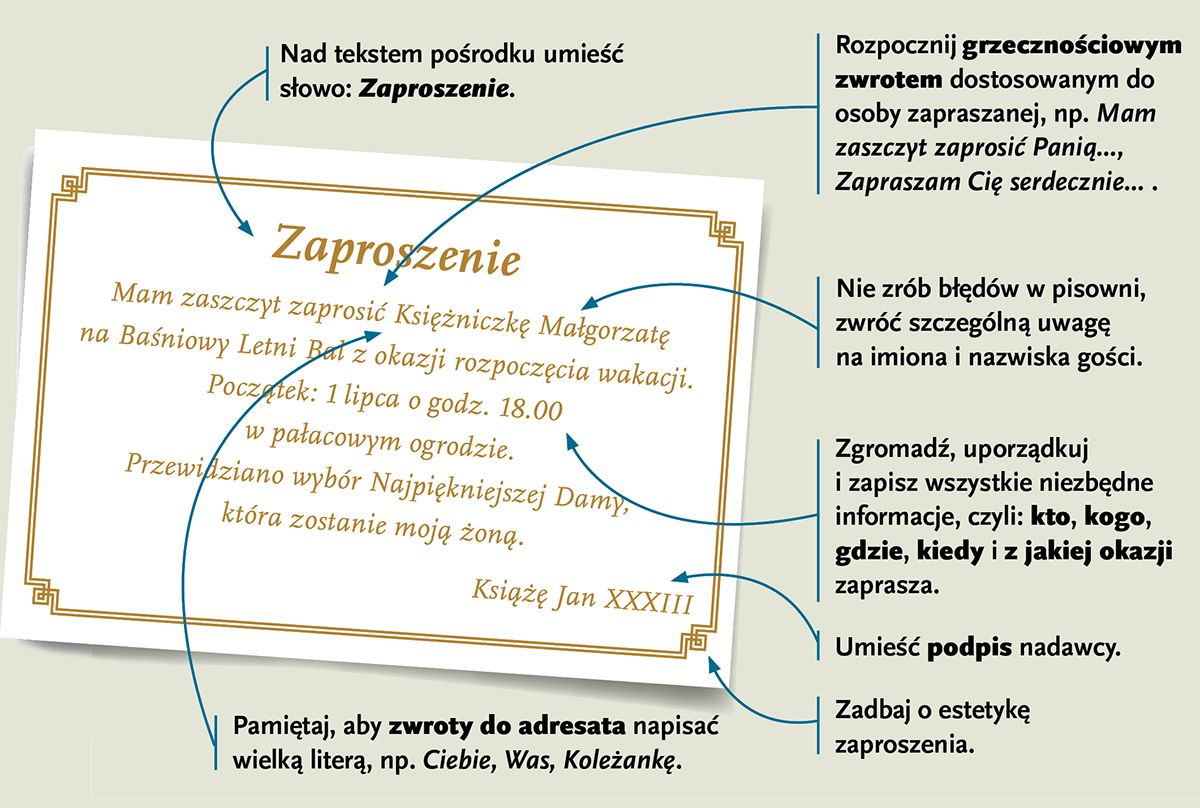 Nad tekstem pośrodku umieść
słowo: Zaproszenie.
Rozpocznij grzecznościowym
zwrotem dostosowanym do
osoby zapraszanej, np. Mam
zaszczyt zaprosić Panią...,
Zapraszam Cię serdecznie... .
Zaproszenie
Mam zaszczyt zaprosić Księżniczkę Małgorzatę
na Baśniowy Letni Bal z okazji rozpoczęcia wakacji.
Początek: 1 lipca o godz. 18.00
w pałacowym ogrodzie.
Przewidziano wybór Najpiękniejszej Damy,
która zostanie moją żoną.
Książę Jan XXXIII
Nie zrób błędów w pisowni,
zwróć szczególną uwagę
na imiona i nazwiska gości.
Zgromadź, uporządkuj
i zapisz wszystkie niezbędne
informacje, czyli: kto, kogo,
gdzie, kiedy i z jakiej okazji
zaprasza.
Umieść podpis nadawcy.
Zadbaj o estetykę
zaproszenia.
Pamiętaj, aby zwroty do adresata napisać
wielką literą, np. Ciebie, Was, Koleżankę.